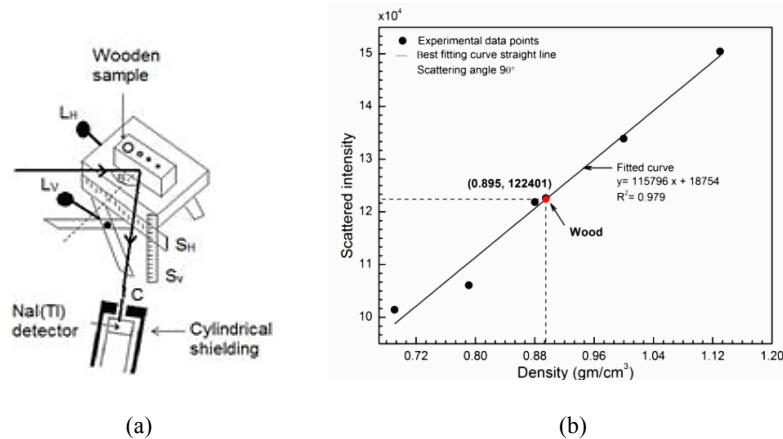 Wooden
sample
LH
θ
LV
SH
SV
C
NaI(Tl)
detector
Cylindrical
shielding
(a)
x10⁴
15
14
13
12
11
10
Scattered intensity
Experimental data points
Best fitting curve straight line
Scattering angle 90°
(0.895, 122401)
Fitted curve
y= 115796 x + 18754
R²= 0.979
Wood
0.72 0.80 0.88 0.96 1.04 1.12 1.20
Density (gm/cm³)
(b)